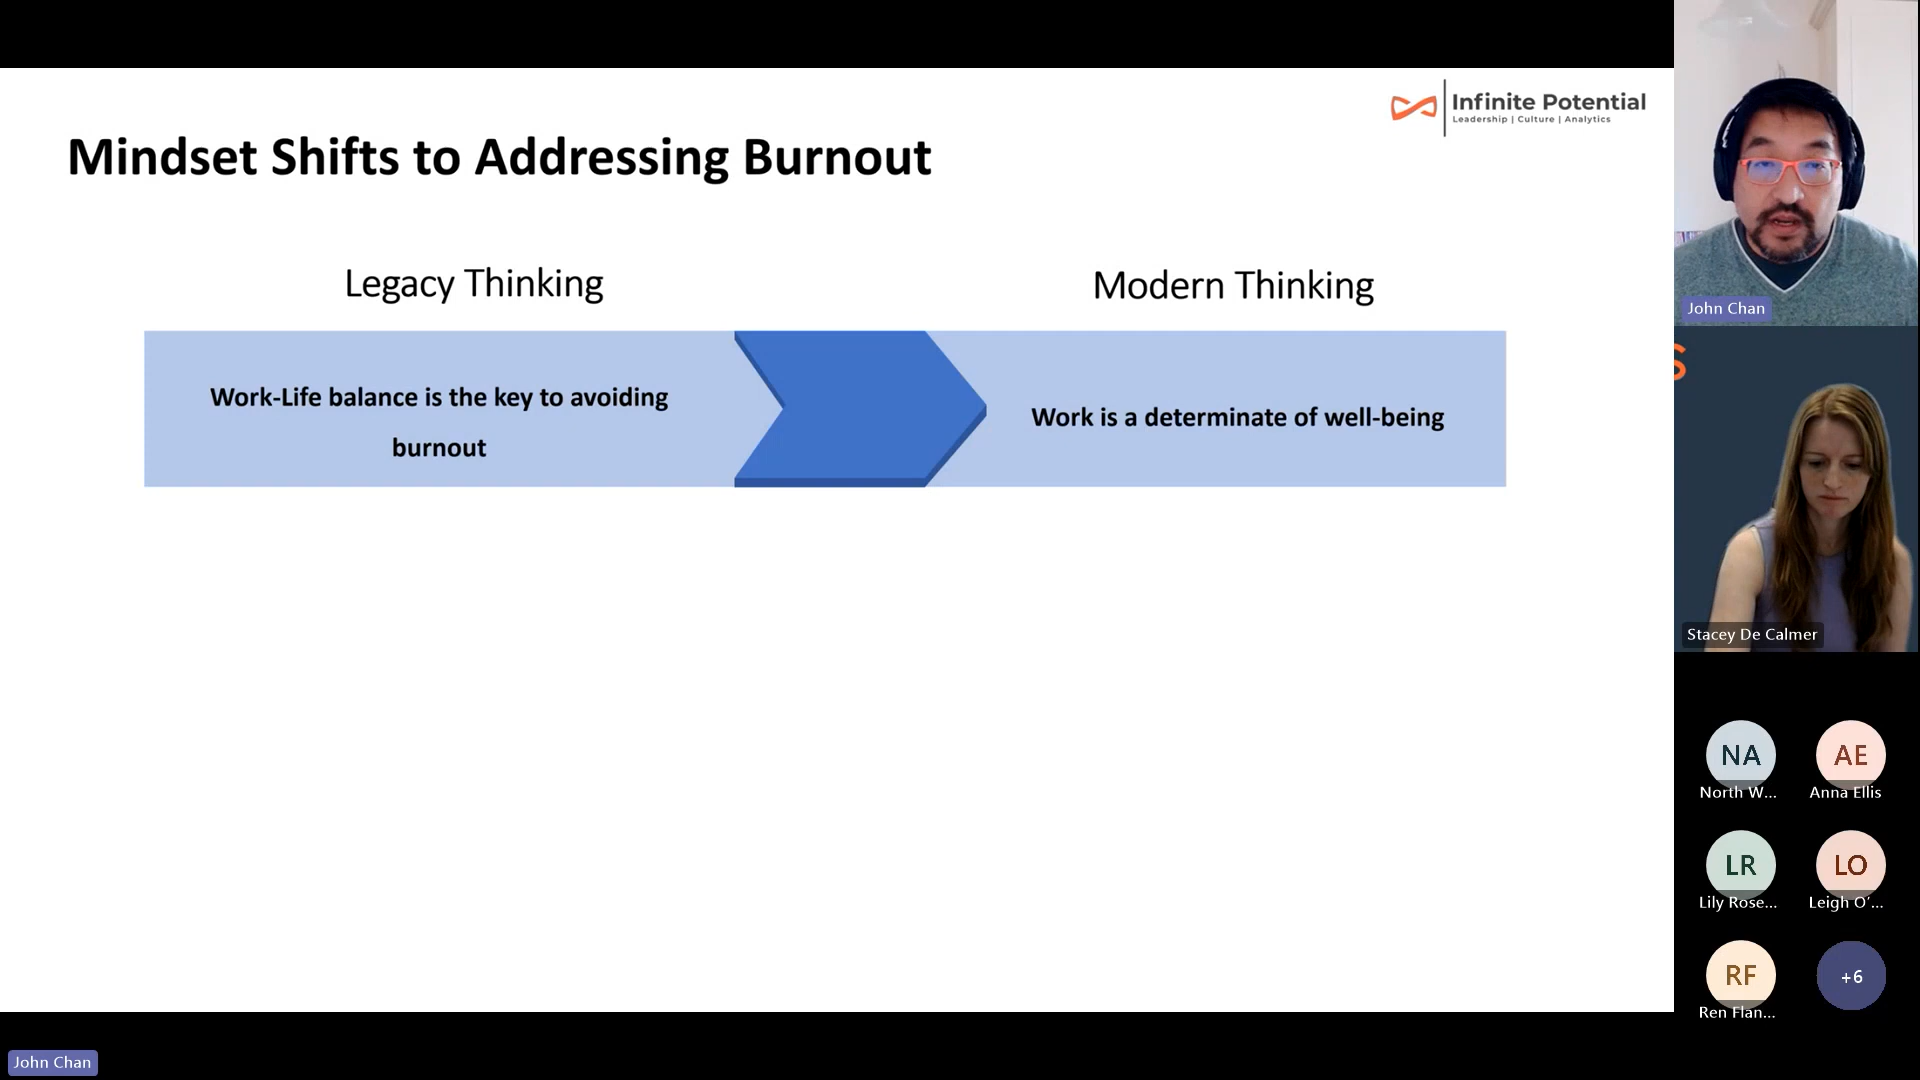 Infinite Potential
Leadership | Culture | Analytics
Mindset Shifts to Addressing Burnout
Legacy Thinking
Modern Thinking
Work-Life balance is the key to avoiding
burnout
Work is a determinate of well-being
John Chan
S
Stacey De Calmer
NA
AE
North W...
Anna Ellis
LR
LO
Lily Rose...
Leigh O'...
RF
+6
Ren Flan...
John Chan